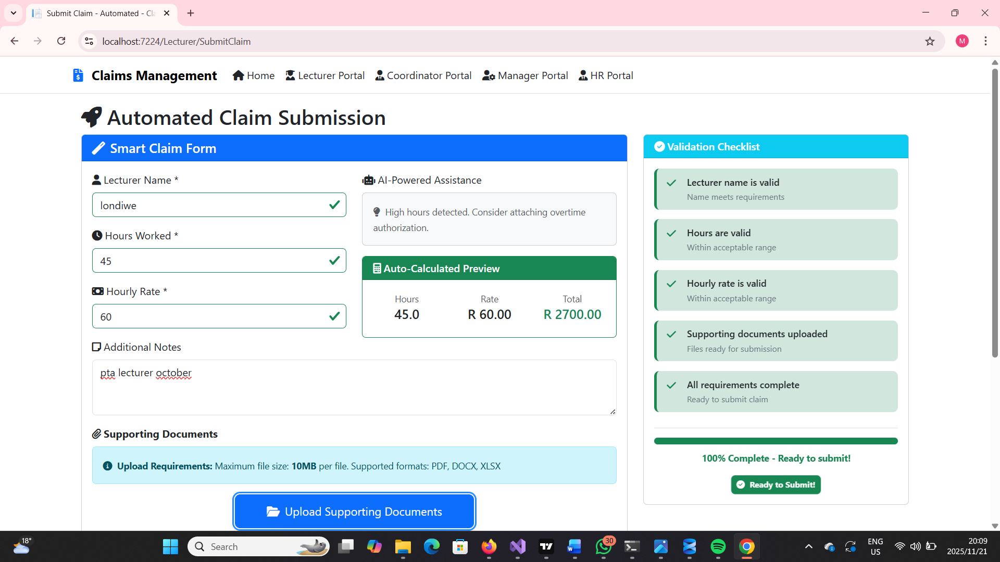 Submit Claim - Automated - Cla
localhost:7224/Lecturer/SubmitClaim
M
Claims Management
Home
Lecturer Portal
Coordinator Portal
Manager Portal
HR Portal
Automated Claim Submission
Smart Claim Form
Lecturer Name *
londiwe
Hours Worked *
45
Hourly Rate *
60
AI-Powered Assistance
High hours detected. Consider attaching overtime
authorization.
Auto-Calculated Preview
Hours Rate Total
45.0 R 60.00 R 2700.00
Additional Notes
pta lecturer october
Supporting Documents
Upload Requirements: Maximum file size: 10MB per file. Supported formats: PDF, DOCX, XLSX
Upload Supporting Documents
Validation Checklist
Lecturer name is valid
Name meets requirements
Hours are valid
Within acceptable range
Hourly rate is valid
Within acceptable range
Supporting documents uploaded
Files ready for submission
All requirements complete
Ready to submit claim
100% Complete - Ready to submit!
Ready to Submit!
18°
Search
30
ENG
US
20:09
2025/11/21